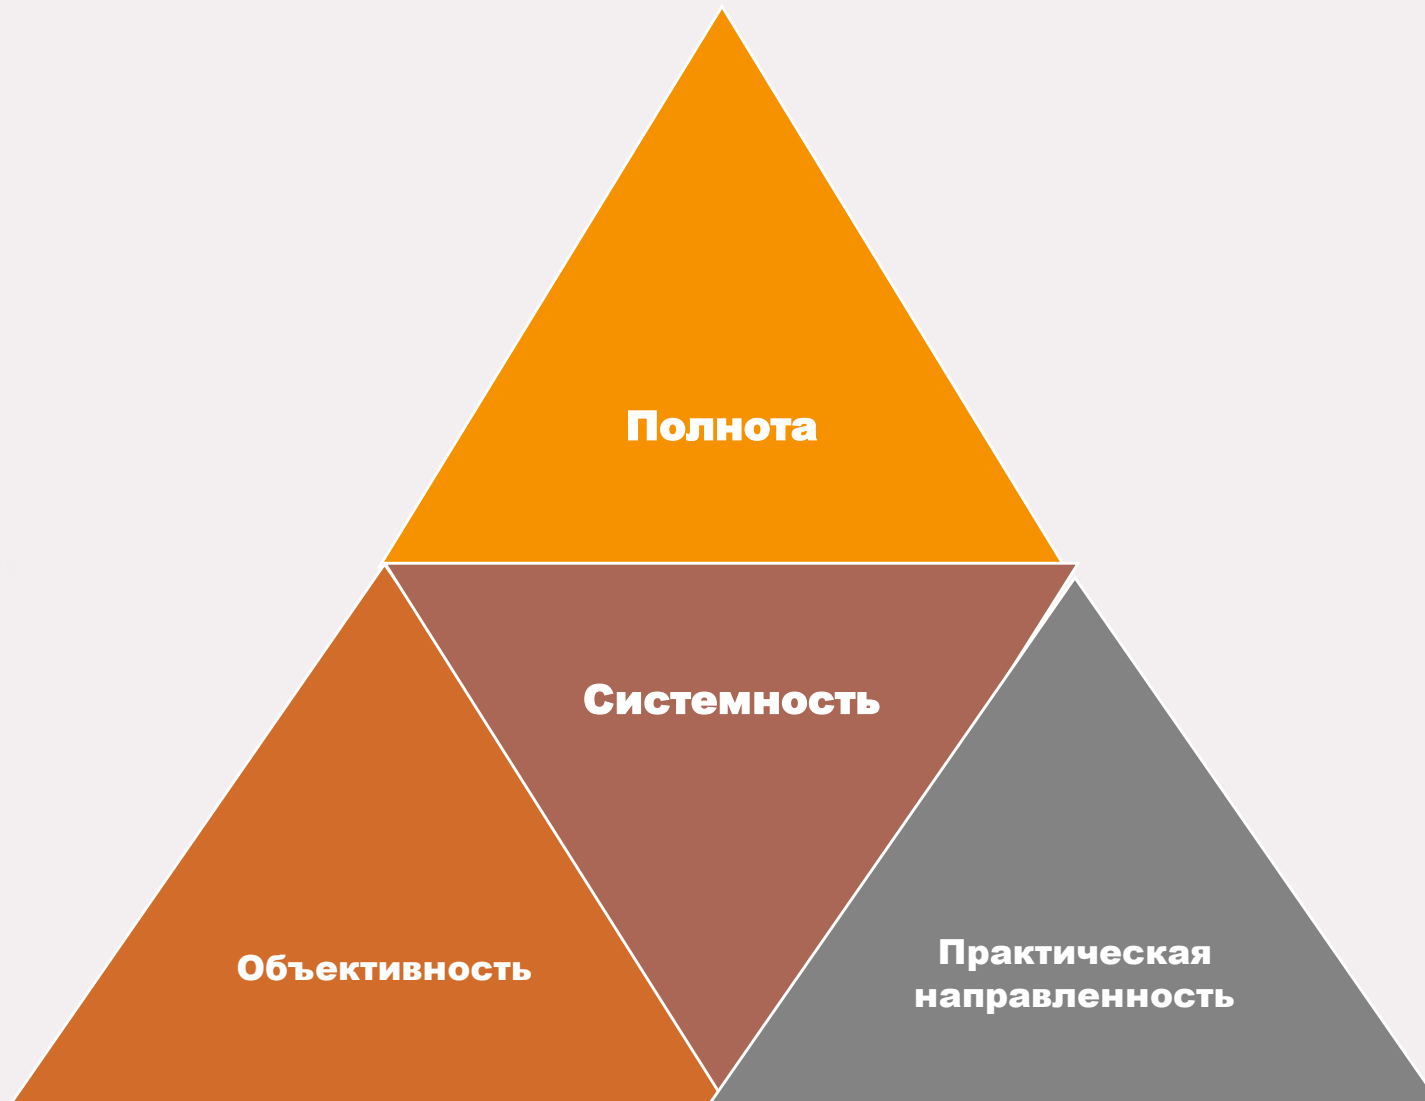 Полнота
Системность
Объективность
Практическая
направленность